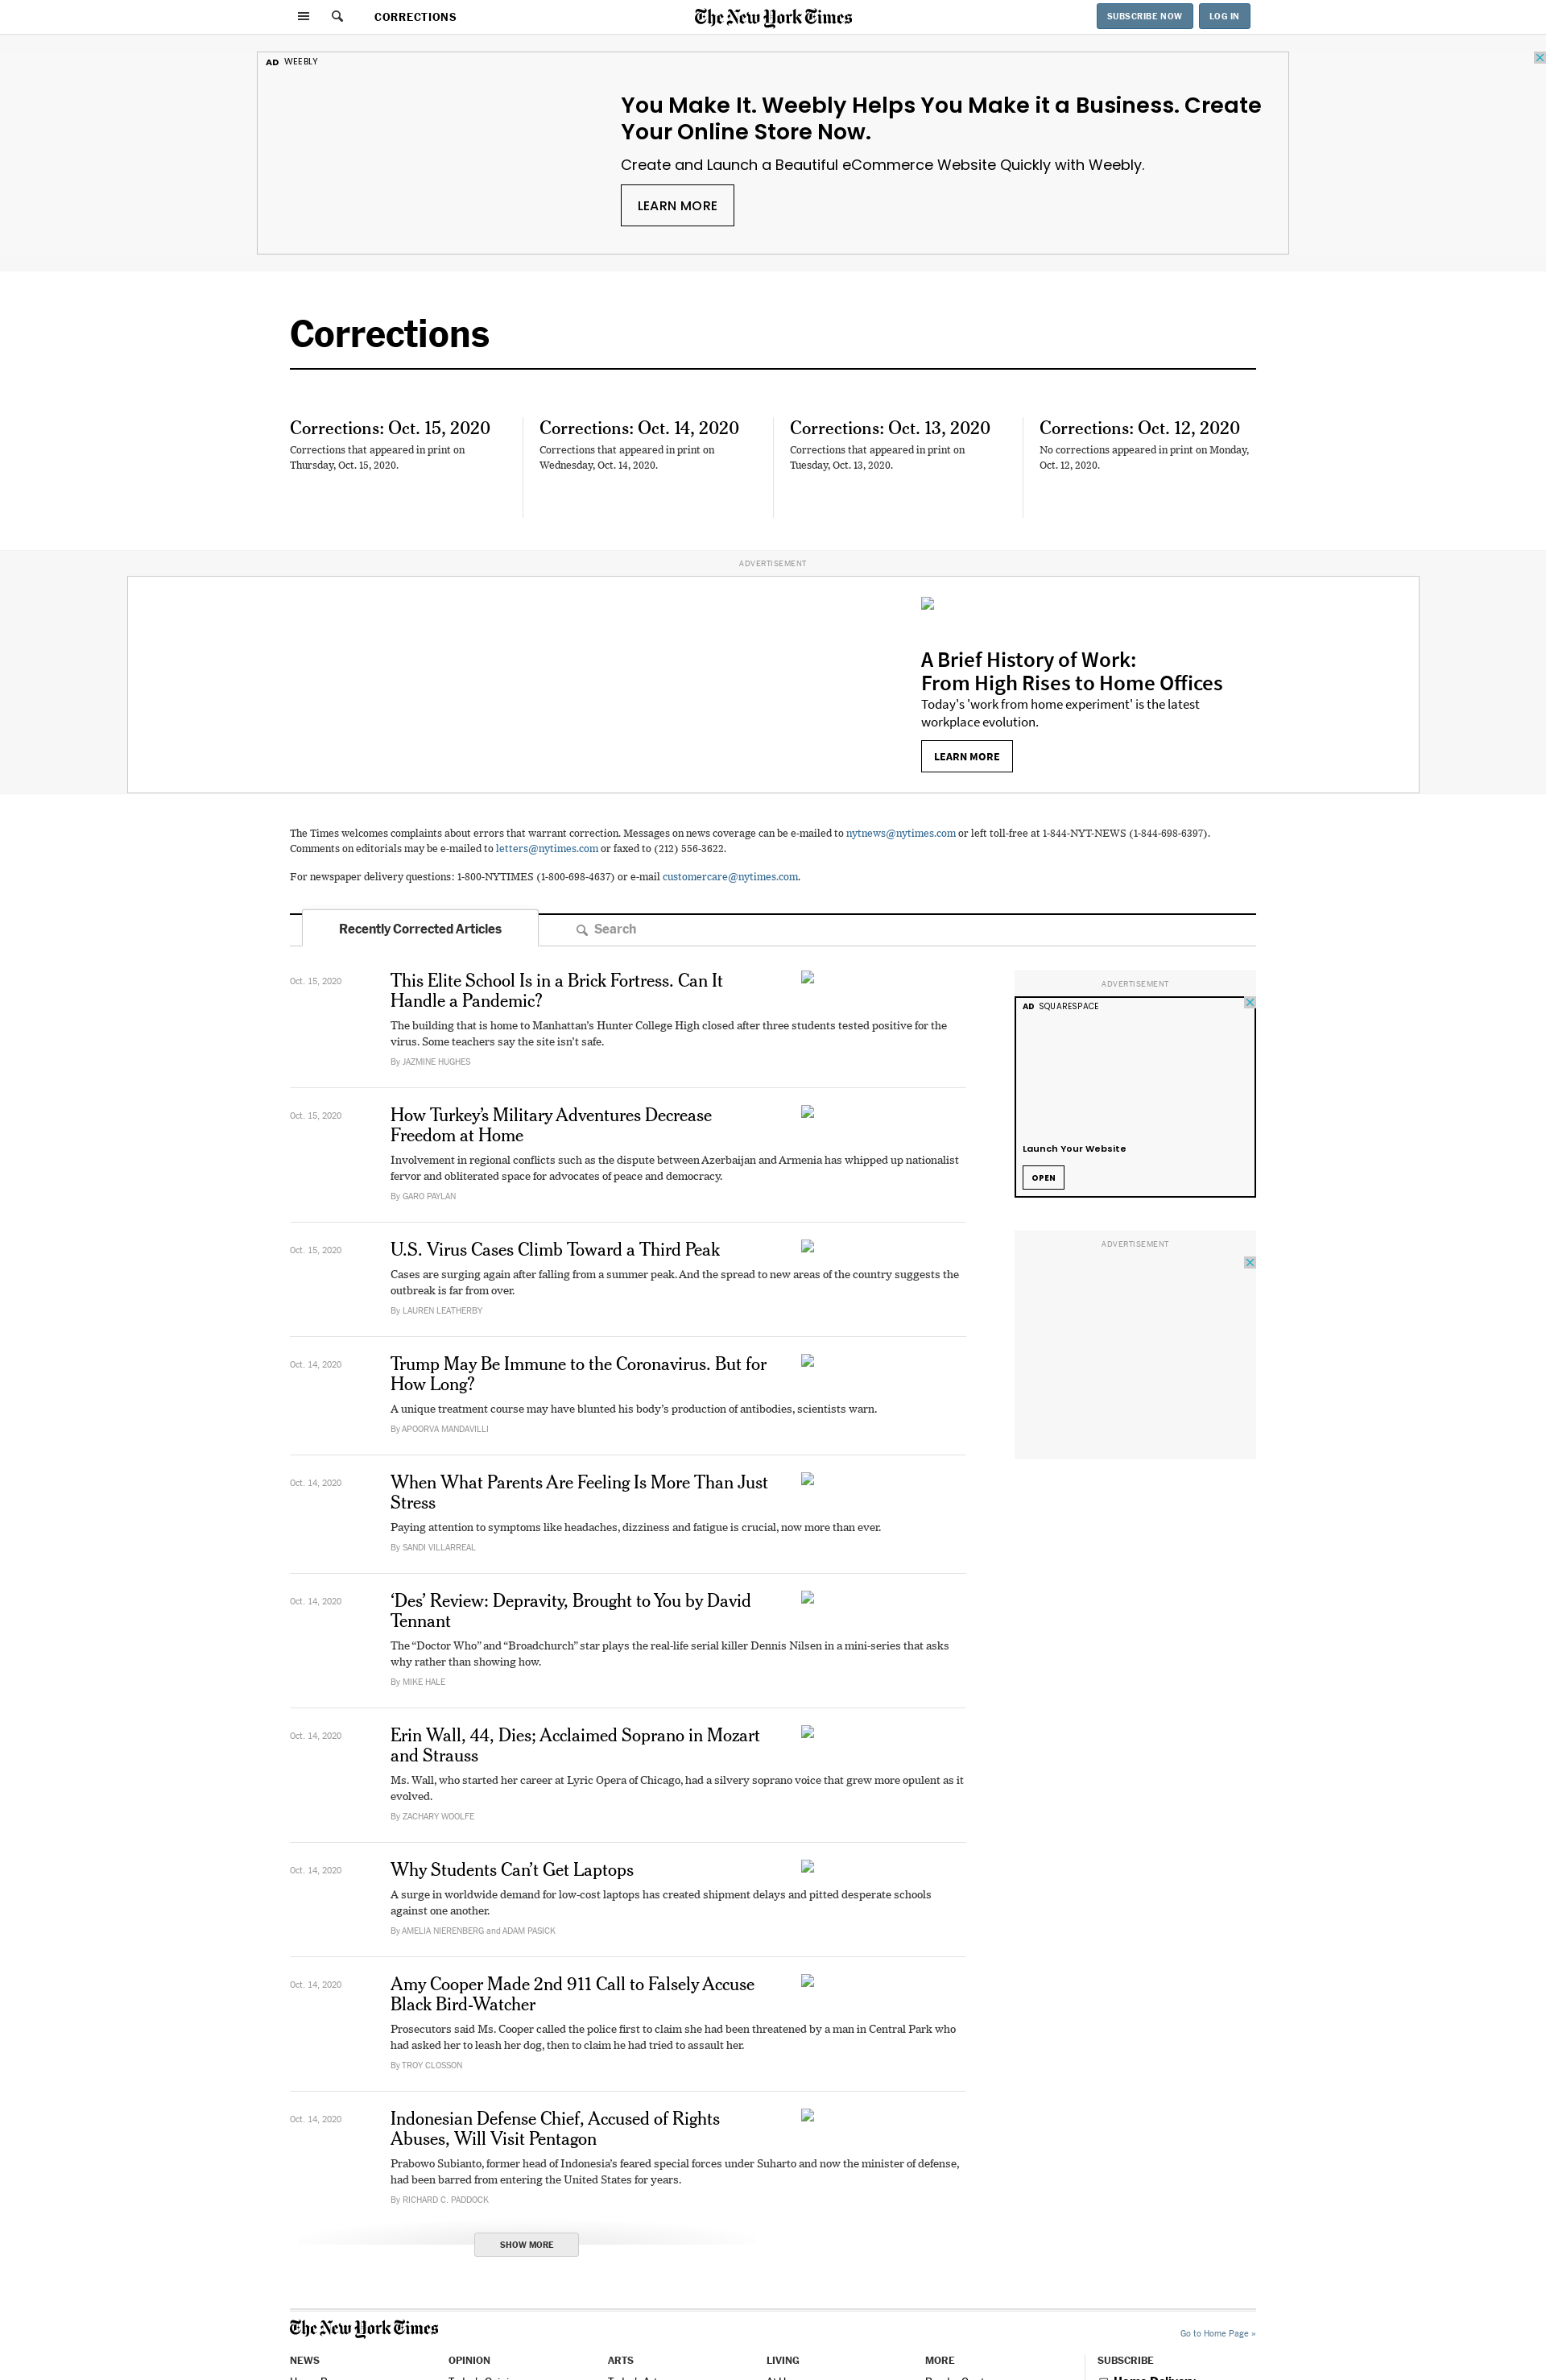 CORRECTIONS
The New York Times
SUBSCRIBE NOW
LOG IN
AD WEEBLY
You Make It. Weebly Helps You Make it a Business. Create
Your Online Store Now.
Create and Launch a Beautiful eCommerce Website Quickly with Weebly.
LEARN MORE
Corrections
Corrections: Oct. 15, 2020
Corrections that appeared in print on
Thursday, Oct. 15, 2020.
Corrections: Oct. 14, 2020
Corrections that appeared in print on
Wednesday, Oct. 14, 2020.
Corrections: Oct. 13, 2020
Corrections that appeared in print on
Tuesday, Oct. 13, 2020.
Corrections: Oct. 12, 2020
No corrections appeared in print on Monday,
Oct. 12, 2020.
ADVERTISEMENT
A Brief History of Work:
From High Rises to Home Offices
Today's 'work from home experiment' is the latest
workplace evolution.
LEARN MORE
The Times welcomes complaints about errors that warrant correction. Messages on news coverage can be e-mailed to nytnews@nytimes.com or left toll-free at 1-844-NYT-NEWS (1-844-698-6397).
Comments on editorials may be e-mailed to letters@nytimes.com or faxed to (212) 556-3622.
For newspaper delivery questions: 1-800-NYTIMES (1-800-698-4637) or e-mail customercare@nytimes.com.
Recently Corrected Articles
Search
Oct. 15, 2020
This Elite School Is in a Brick Fortress. Can It
Handle a Pandemic?
The building that is home to Manhattan's Hunter College High closed after three students tested positive for the
virus. Some teachers say the site isn't safe.
By JAZMINE HUGHES
Oct. 15, 2020
How Turkey's Military Adventures Decrease
Freedom at Home
Involvement in regional conflicts such as the dispute between Azerbaijan and Armenia has whipped up nationalist
fervor and obliterated space for advocates of peace and democracy.
By GARO PAYLAN
Oct. 15, 2020
U.S. Virus Cases Climb Toward a Third Peak
Cases are surging again after falling from a summer peak. And the spread to new areas of the country suggests the
outbreak is far from over.
By LAUREN LEATHERBY
Oct. 14, 2020
Trump May Be Immune to the Coronavirus. But for
How Long?
A unique treatment course may have blunted his body's production of antibodies, scientists warn.
By APOORVA MANDAVILLI
Oct. 14, 2020
When What Parents Are Feeling Is More Than Just
Stress
Paying attention to symptoms like headaches, dizziness and fatigue is crucial, now more than ever.
By SANDI VILLARREAL
Oct. 14, 2020
‘Des’ Review: Depravity, Brought to You by David
Tennant
The “Doctor Who” and “Broadchurch” star plays the real-life serial killer Dennis Nilsen in a mini-series that asks
why rather than showing how.
By MIKE HALE
Oct. 14, 2020
Erin Wall, 44, Dies; Acclaimed Soprano in Mozart
and Strauss
Ms. Wall, who started her career at Lyric Opera of Chicago, had a silvery soprano voice that grew more opulent as it
evolved.
By ZACHARY WOOLFE
Oct. 14, 2020
Why Students Can't Get Laptops
A surge in worldwide demand for low-cost laptops has created shipment delays and pitted desperate schools
against one another.
By AMELIA NIERENBERG and ADAM PASICK
Oct. 14, 2020
Amy Cooper Made 2nd 911 Call to Falsely Accuse
Black Bird-Watcher
Prosecutors said Ms. Cooper called the police first to claim she had been threatened by a man in Central Park who
had asked her to leash her dog, then to claim he had tried to assault her.
By TROY CLOSSON
Oct. 14, 2020
Indonesian Defense Chief, Accused of Rights
Abuses, Will Visit Pentagon
Prabowo Subianto, former head of Indonesia's feared special forces under Suharto and now the minister of defense,
had been barred from entering the United States for years.
By RICHARD C. PADDOCK
SHOW MORE
ADVERTISEMENT
AD SQUARESPACE
Launch Your Website
OPEN
ADVERTISEMENT
The New York Times
Go to Home Page »
NEWS
OPINION
ARTS
LIVING
MORE
SUBSCRIBE